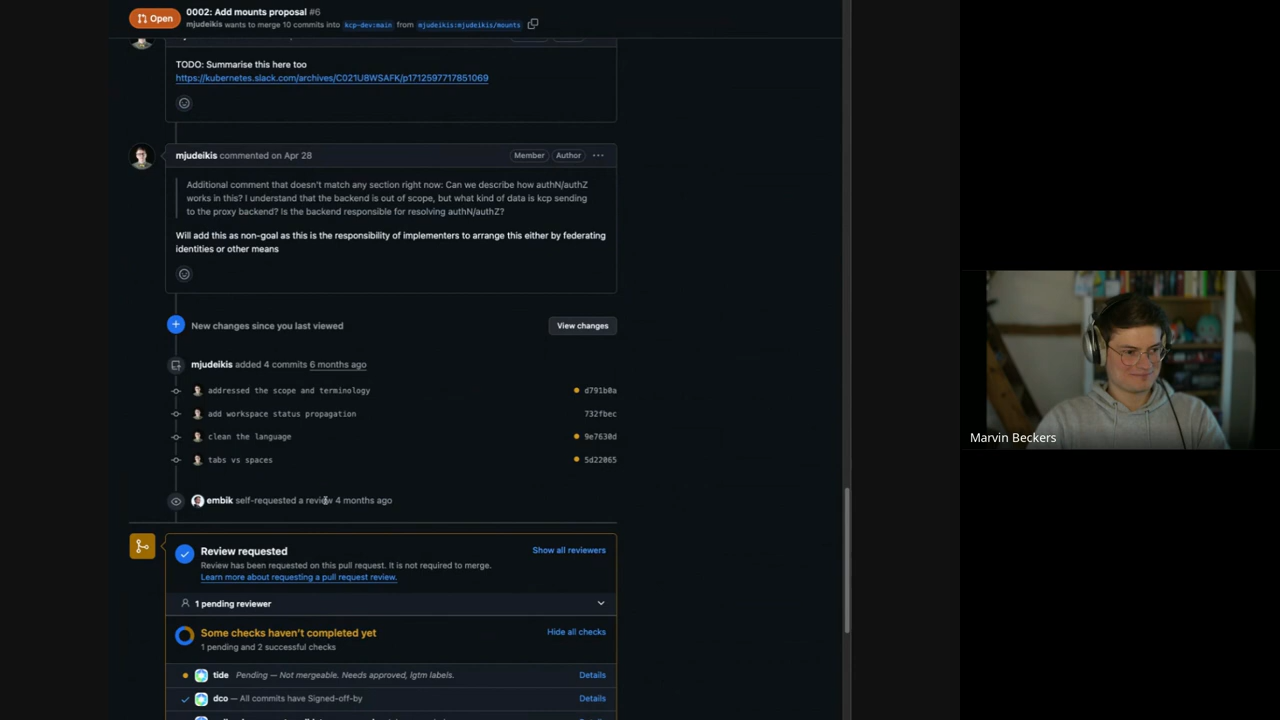 Open
0002: Add mounts proposal #6
mjudeikis wants to merge 10 commits into kcp-dev:main from mjudeikis:mjudeikis/mounts
TODO: Summarise this here too
https://kubernetes.slack.com/archives/C021U8WSAFK/p1712597717851069
mjudeikis commented on Apr 28
Member
Author
Additional comment that doesn't match any section right now: Can we describe how authN/authZ
works in this? I understand that the backend is out of scope, but what kind of data is kcp sending
to the proxy backend? Is the backend responsible for resolving authN/authZ?
Will add this as non-goal as this is the responsibility of implementers to arrange this either by federating
identities or other means
New changes since you last viewed
View changes
mjudeikis added 4 commits 6 months ago
addressed the scope and terminology
d791b0a
add workspace status propagation
732fbec
clean the language
9e7630d
tabs vs spaces
5d22065
embik self-requested a review 4 months ago
Review requested
Show all reviewers
Review has been requested on this pull request. It is not required to merge.
Learn more about requesting a pull request review.
1 pending reviewer
Some checks haven't completed yet
Hide all checks
1 pending and 2 successful checks
tide Pending — Not mergeable. Needs approved, lgtm labels.
Details
dco — All commits have Signed-off-by
Details
Marvin Beckers